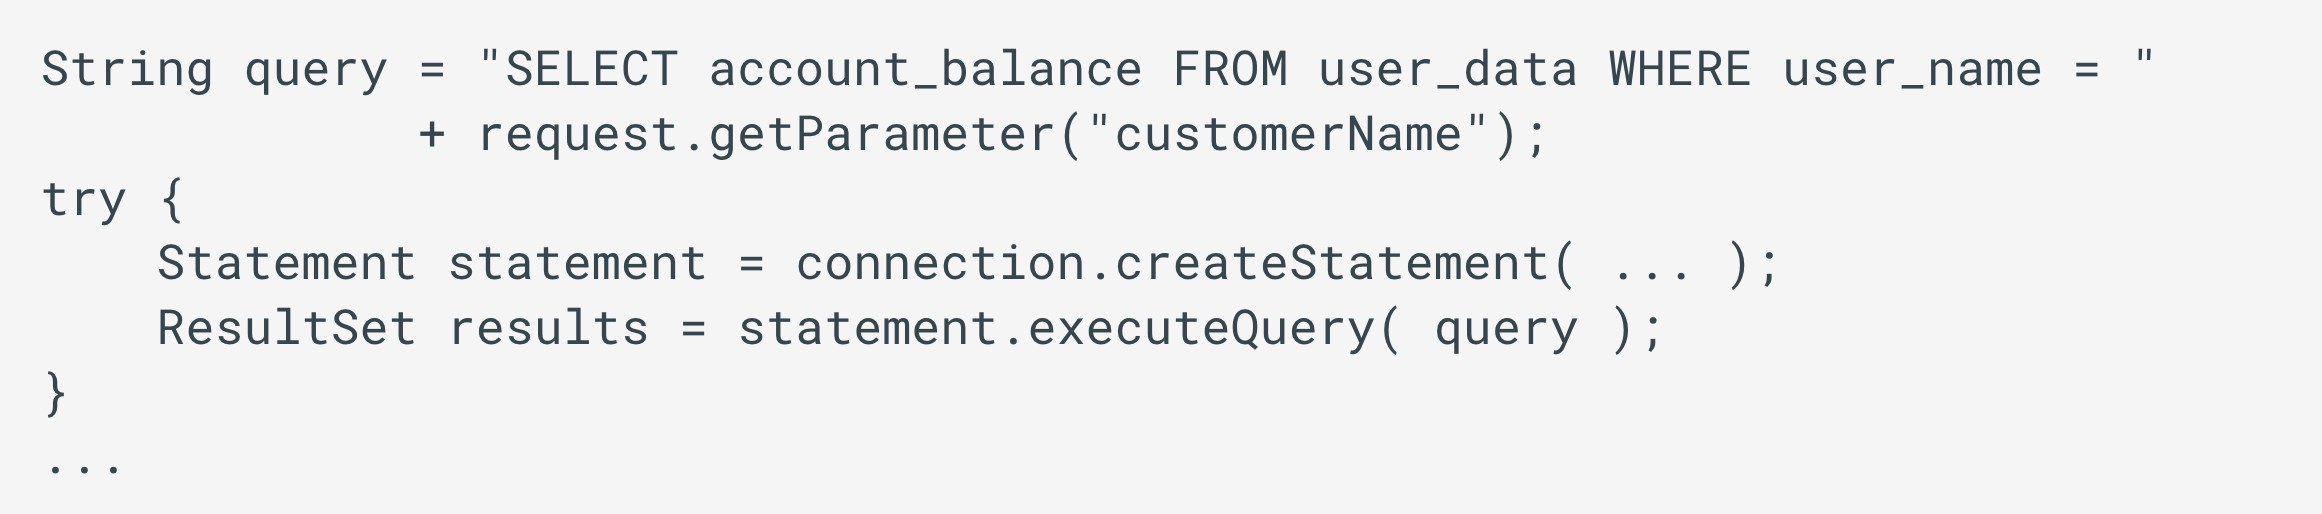 String query = "SELECT account_balance FROM user_data WHERE user_name = "
             + request.getParameter("customerName");
try {
    Statement statement = connection.createStatement( ... );
    ResultSet results = statement.executeQuery( query );
}
...